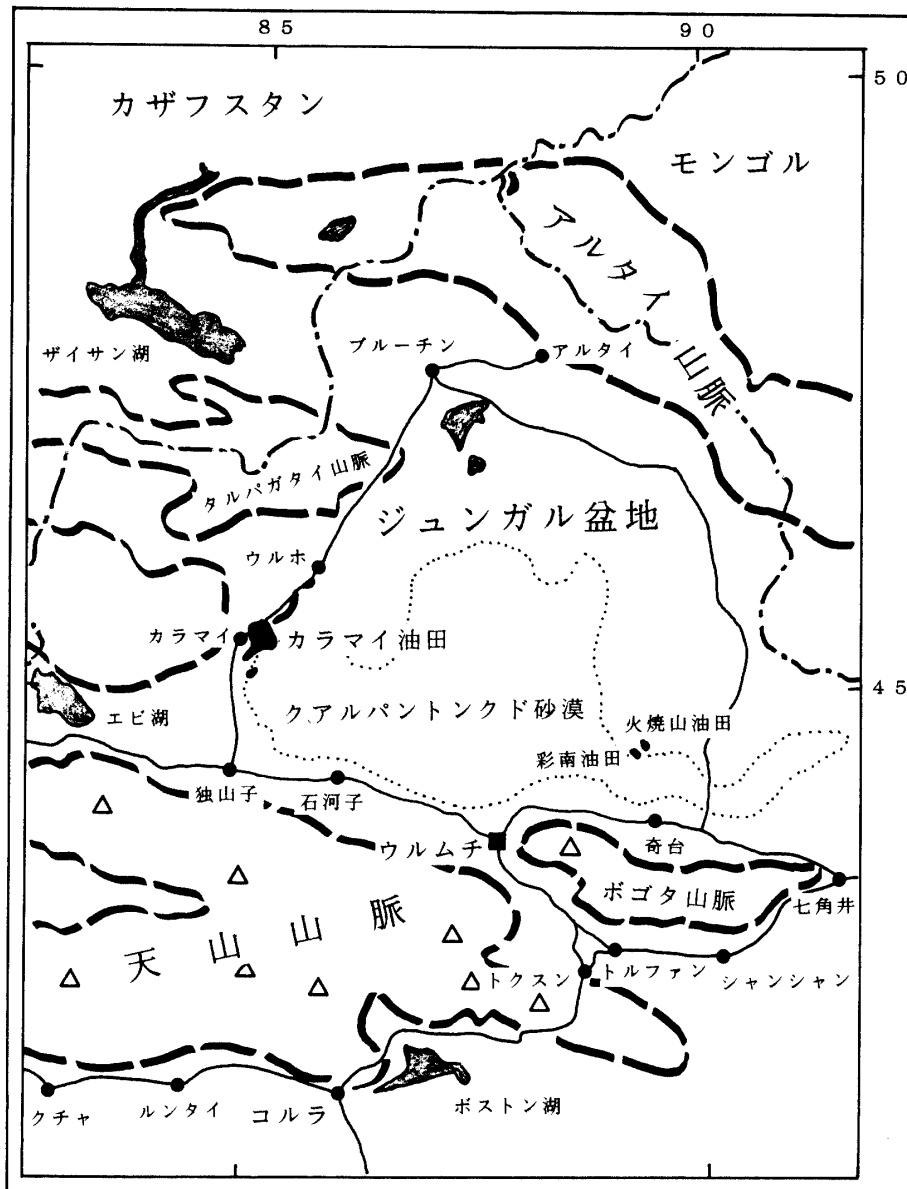 85
90
50
カザフスタン
モンゴル
アルタイ山脈
ザイサン湖
ブルーチン
アルタイ
タルパガタイ山脈
ジュンガル盆地
ウルホ
カラマイ
カラマイ油田
45
エビ湖
クアルパントンクド砂漠
火焼山油田
彩南油田
独山子
石河子
ウルムチ
奇台
ボゴタ山脈
七角井
天山山脈
トクスン
トルファン
シャンシャン
クチャ
ルンタイ
コルラ
ボストン湖